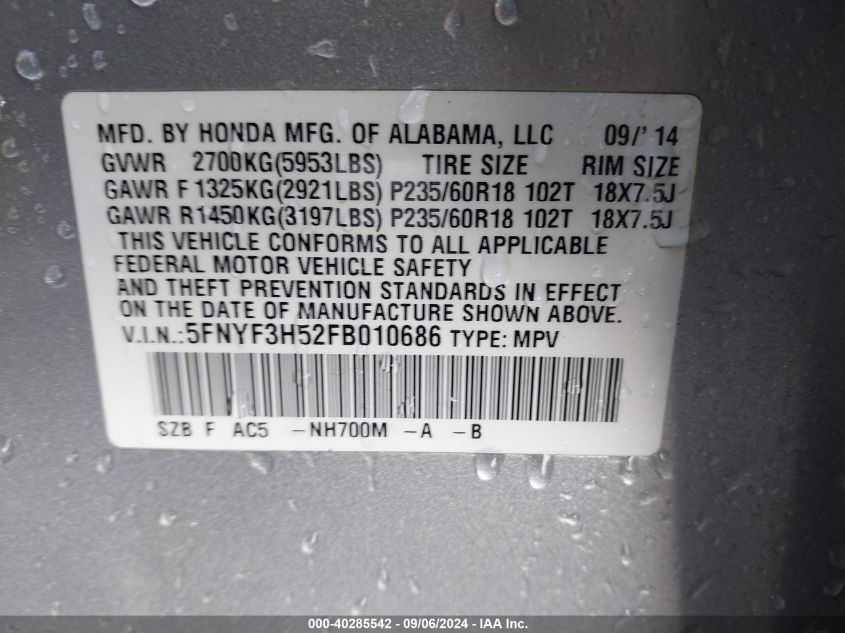 MFD. BY HONDA MFG. OF ALABAMA, LLC 09/'14
GVWR 2700KG(5953LBS) TIRE SIZE RIM SIZE
GAWR F 1325KG(2921LBS) P235/60R18 102T 18X7.5J
GAWR R1450KG(3197LBS) P235/60R18 102T 18X7.5J
THIS VEHICLE CONFORMS TO ALL APPLICABLE
FEDERAL MOTOR VEHICLE SAFETY
AND THEFT PREVENTION STANDARDS IN EFFECT
ON THE DATE OF MANUFACTURE SHOWN ABOVE.
V.I.N.:5FNYF3H52FB010686 TYPE: MPV
SZB F AC5 -NH700M -A -B
000-40285542 - 09/06/2024 - IAA Inc.